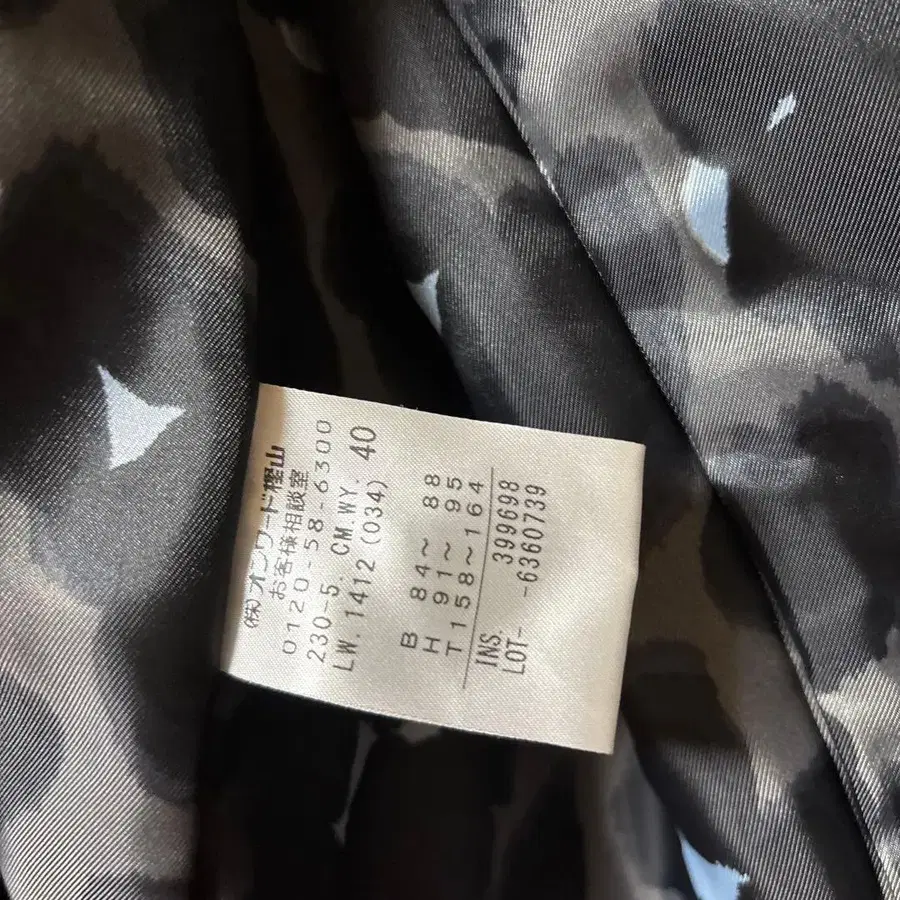 (株)オンワード樫山
お客様相談室
0120-58-6300
230-5. CM.WY. 40
LW. 1412 (034)
B 84～ 88
H 91～ 95
T 158～164
INS. 399698
LOT- -6360739